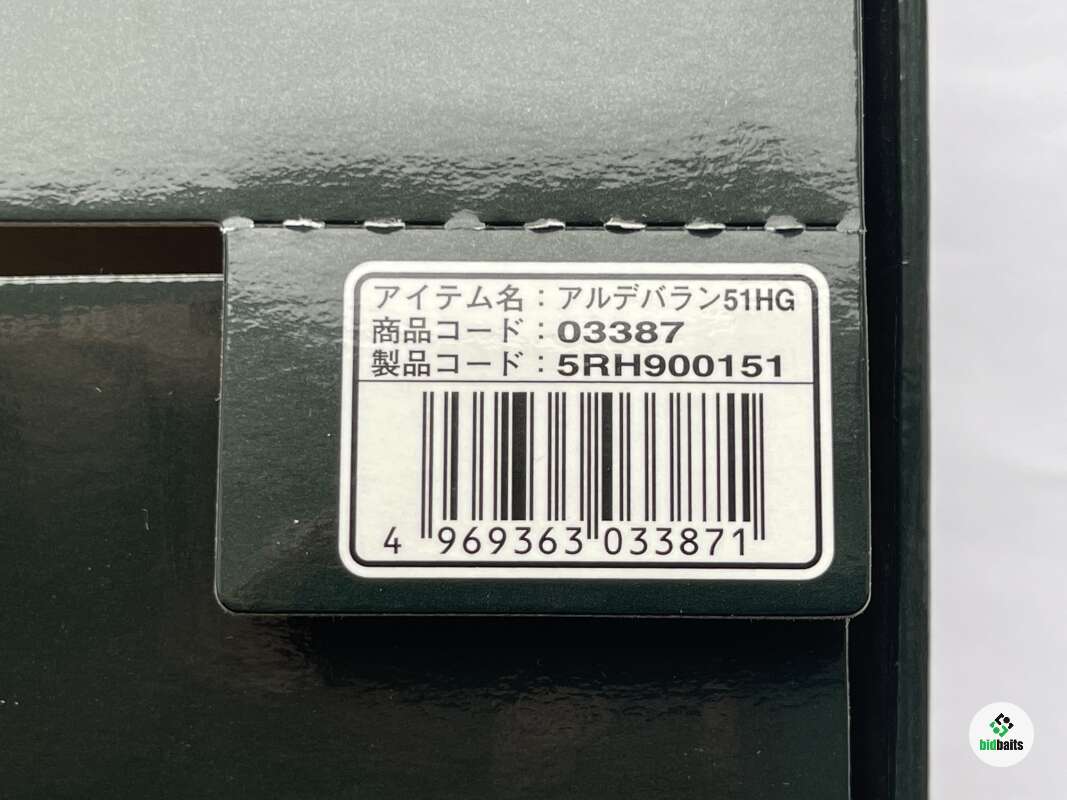 アイテム名：アルデバラン51HG
商品コード：03387
製品コード：5RH900151
4 969363 033871
bidbaits